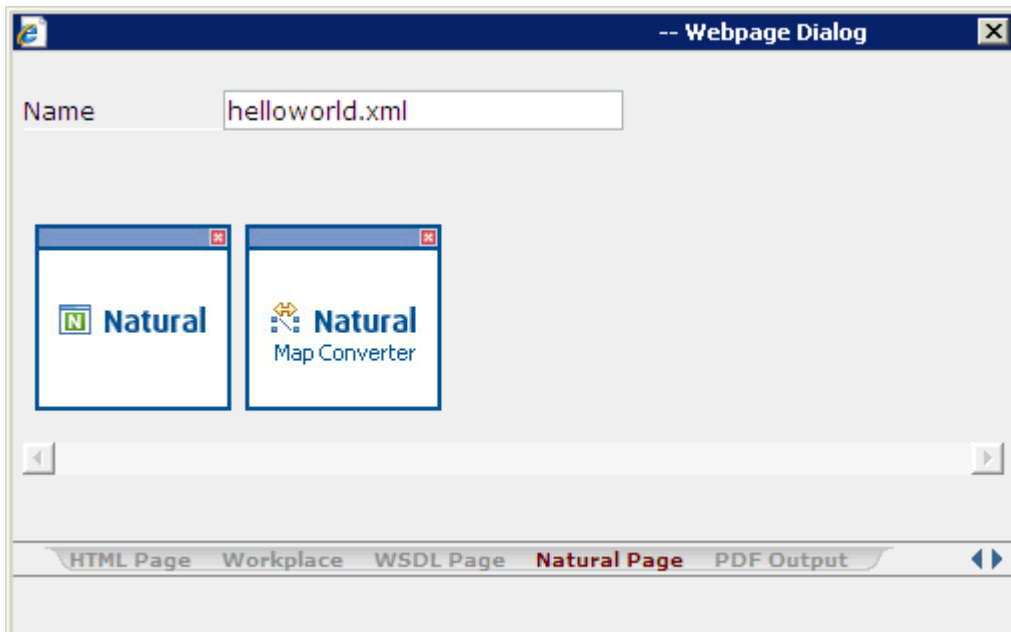 -- Webpage Dialog
Name helloworld.xml
N Natural Natural
Map Converter
HTML Page Workplace WSDL Page Natural Page PDF Output